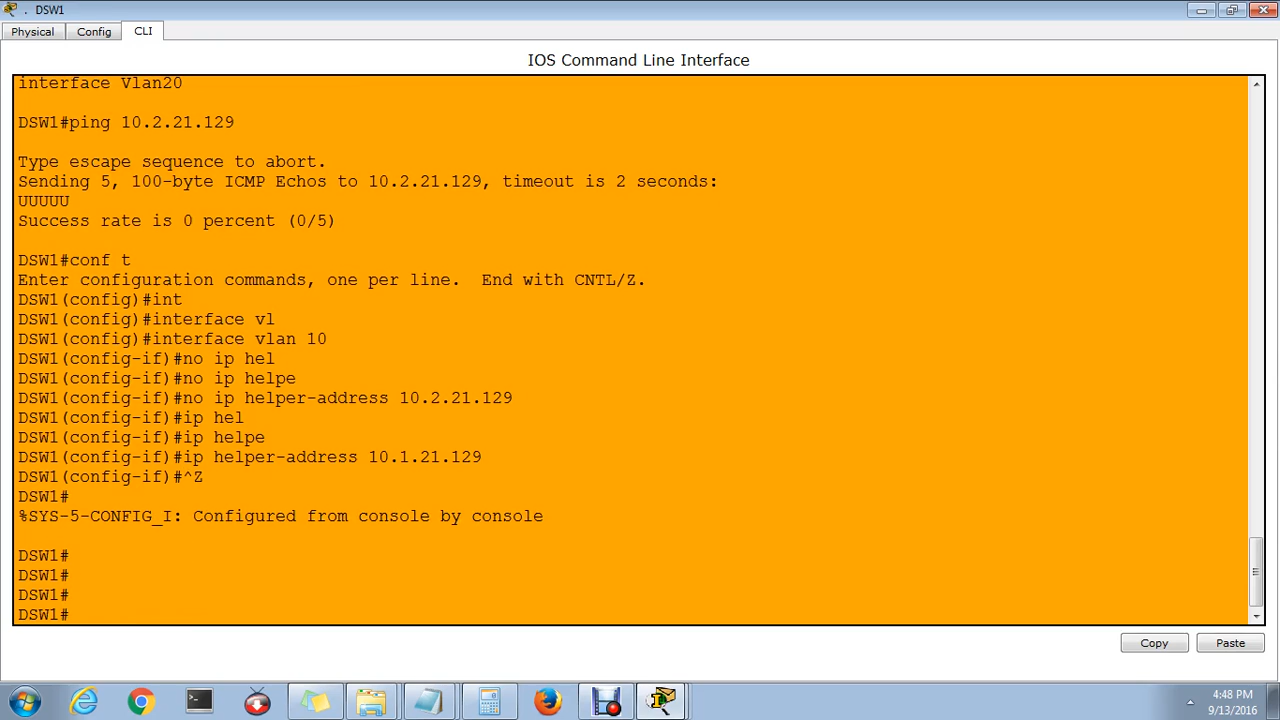 . DSW1
Physical Config CLI
IOS Command Line Interface
interface Vlan20
DSW1#ping 10.2.21.129
Type escape sequence to abort.
Sending 5, 100-byte ICMP Echos to 10.2.21.129, timeout is 2 seconds:
UUUUU
Success rate is 0 percent (0/5)
DSW1#conf t
Enter configuration commands, one per line.  End with CNTL/Z.
DSW1(config)#int
DSW1(config)#interface vl
DSW1(config)#interface vlan 10
DSW1(config-if)#no ip hel
DSW1(config-if)#no ip helpe
DSW1(config-if)#no ip helper-address 10.2.21.129
DSW1(config-if)#ip hel
DSW1(config-if)#ip helpe
DSW1(config-if)#ip helper-address 10.1.21.129
DSW1(config-if)#^Z
DSW1#
%SYS-5-CONFIG_I: Configured from console by console
DSW1#
DSW1#
DSW1#
DSW1#
Copy Paste
4:48 PM
9/13/2016